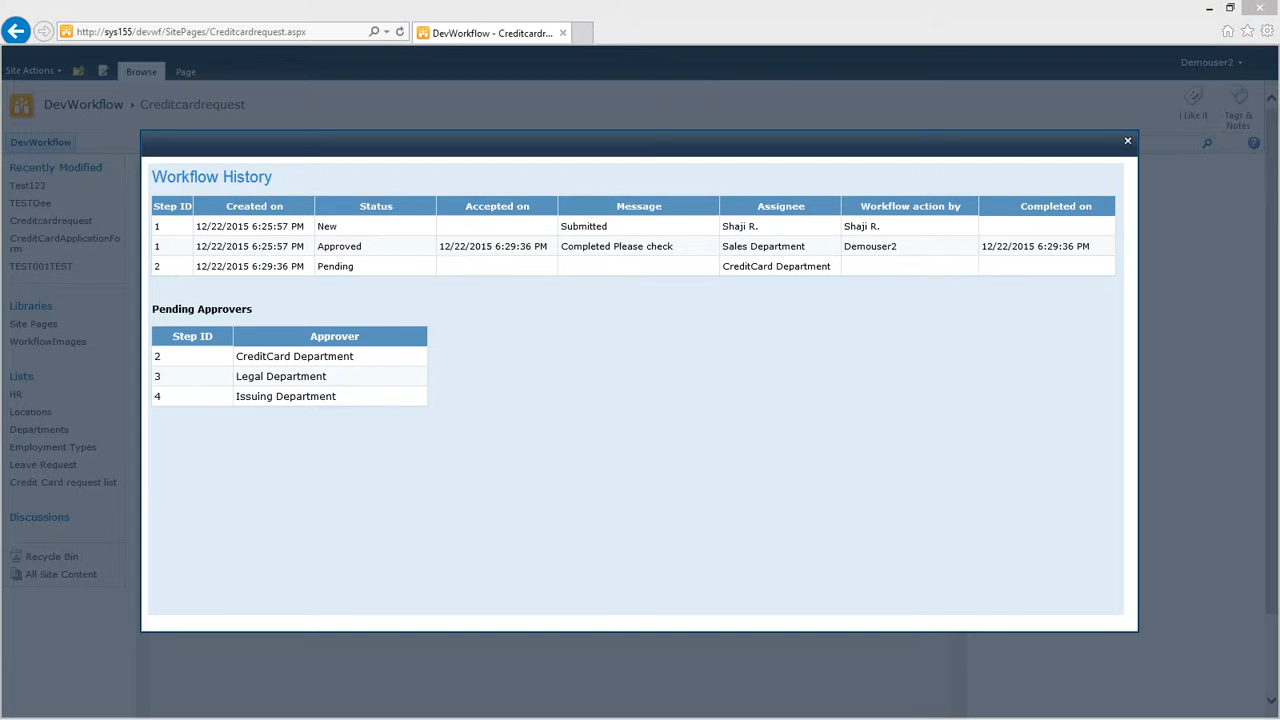 http://sys155/devwf/SitePages/Creditcardrequest.aspx
DevWorkflow - Creditcardr...
Site Actions
Browse
Page
Demouser2
DevWorkflow
Creditcardrequest
I Like It
Tags & Notes
DevWorkflow
Recently Modified
Test123
TESTDee
Creditcardrequest
CreditCardApplicationFo
rm
TEST001TEST
Libraries
Site Pages
WorkflowImages
Lists
HR
Locations
Departments
Employment Types
Leave Request
Credit Card request list
Discussions
Recycle Bin
All Site Content
Workflow History
Step ID Created on Status Accepted on Message Assignee Workflow action by Completed on
1 12/22/2015 6:25:57 PM New Submitted Shaji R. Shaji R.
1 12/22/2015 6:25:57 PM Approved 12/22/2015 6:29:36 PM Completed Please check Sales Department Demouser2 12/22/2015 6:29:36 PM
2 12/22/2015 6:29:36 PM Pending CreditCard Department
Pending Approvers
Step ID Approver
2 CreditCard Department
3 Legal Department
4 Issuing Department